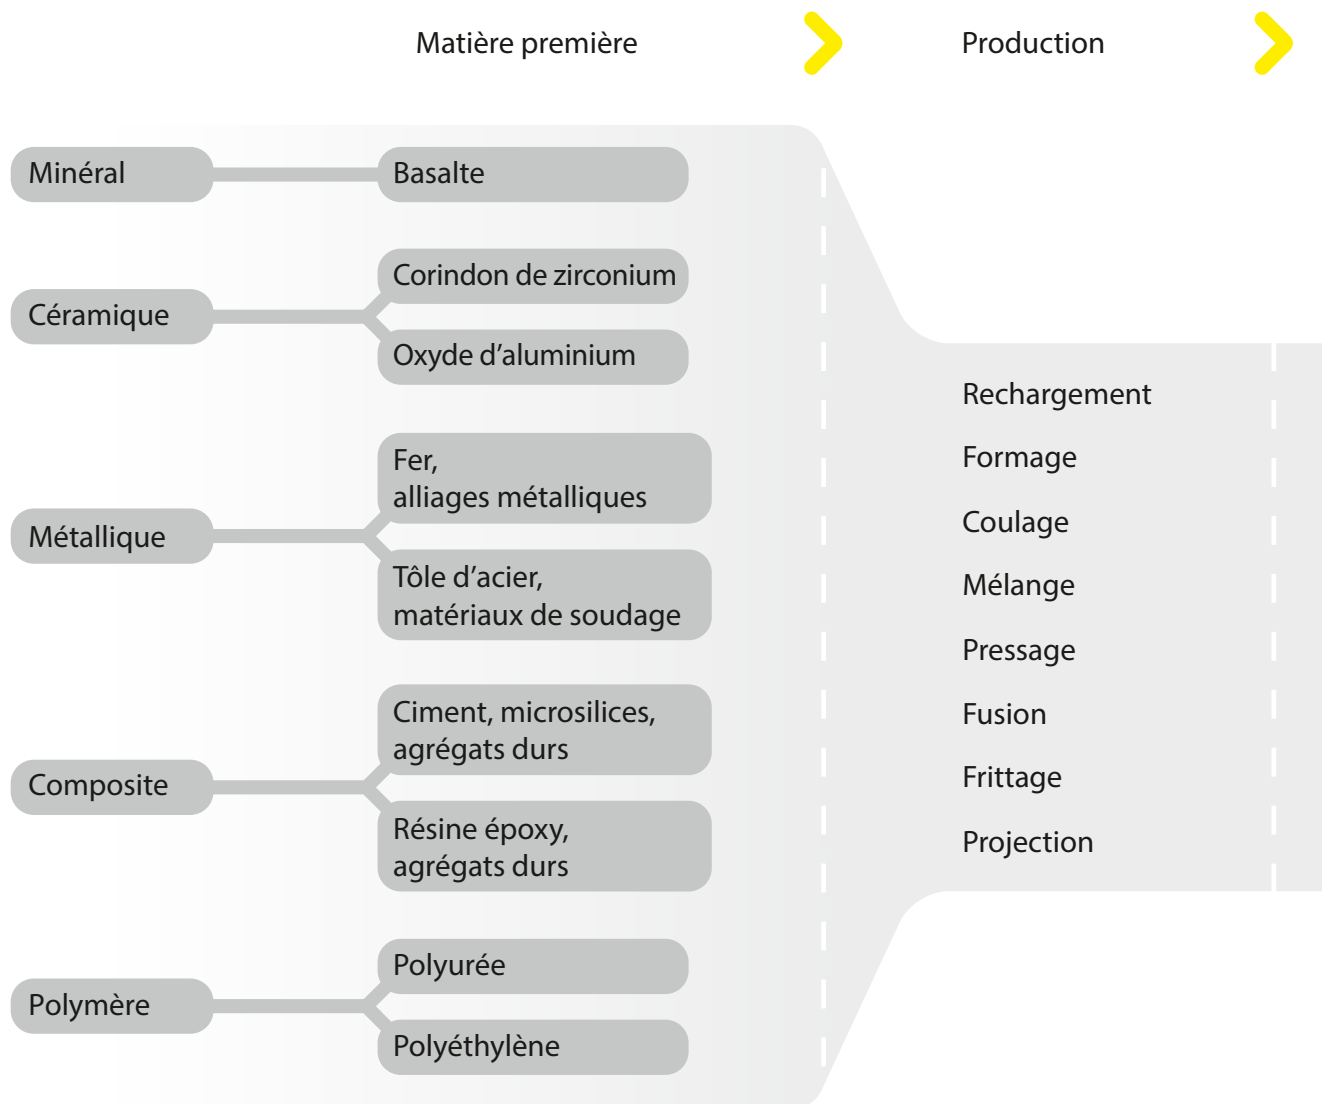 Matière première
Production
Minéral
Basalte
Céramique
Corindon de zirconium
Oxyde d’aluminium
Métallique
Fer,
alliages métalliques
Tôle d’acier,
matériaux de soudage
Composite
Ciment, microsilices,
agrégats durs
Résine époxy,
agrégats durs
Polymère
Polyurée
Polyéthylène
Rechargement
Formage
Coulage
Mélange
Pressage
Fusion
Frittage
Projection